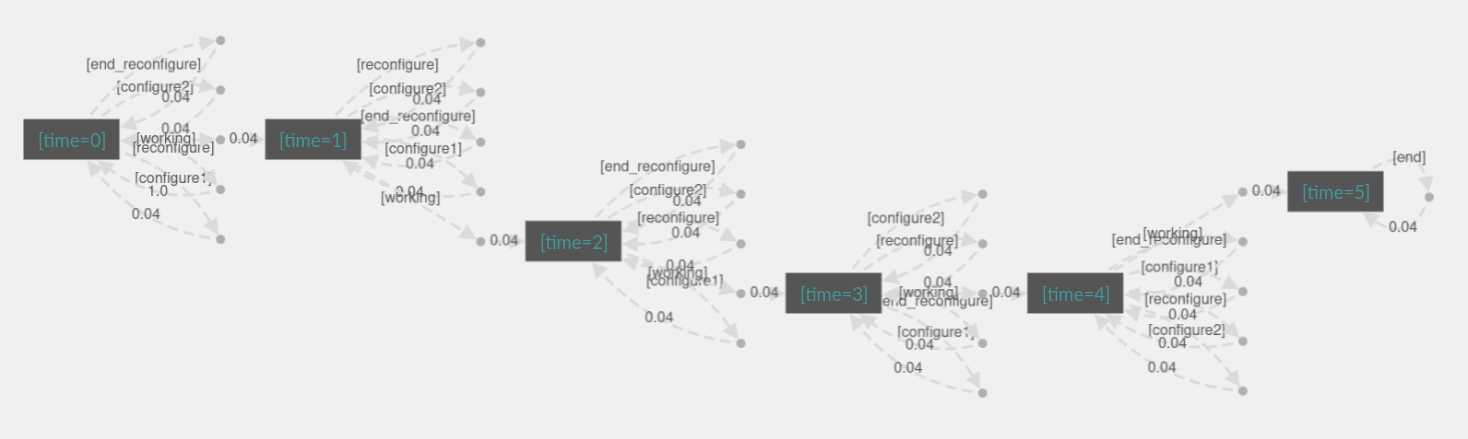 [end_reconfigure]
[configure2]
0.04
0.04
[time=0]
[working]
[reconfigure]
[configure1]
1.0
0.04
0.04
[reconfigure]
[configure2]
0.04
[end_reconfigure]
0.04
[time=1]
[configure1]
0.04
0.04
[working]
0.04
[end_reconfigure]
[configure2]
0.04
[reconfigure]
0.04
[time=2]
0.04
[working]
[configure1]
0.04
0.04
[configure2]
[reconfigure]
0.04
0.04
[time=3]
[working]
end_reconfigure]
[configure1]
0.04
0.04
0.04
[working]
[end_reconfigure]
[configure1]
0.04
[time=4]
[reconfigure]
0.04
[configure2]
0.04
0.04
0.04
[end]
[time=5]
0.04